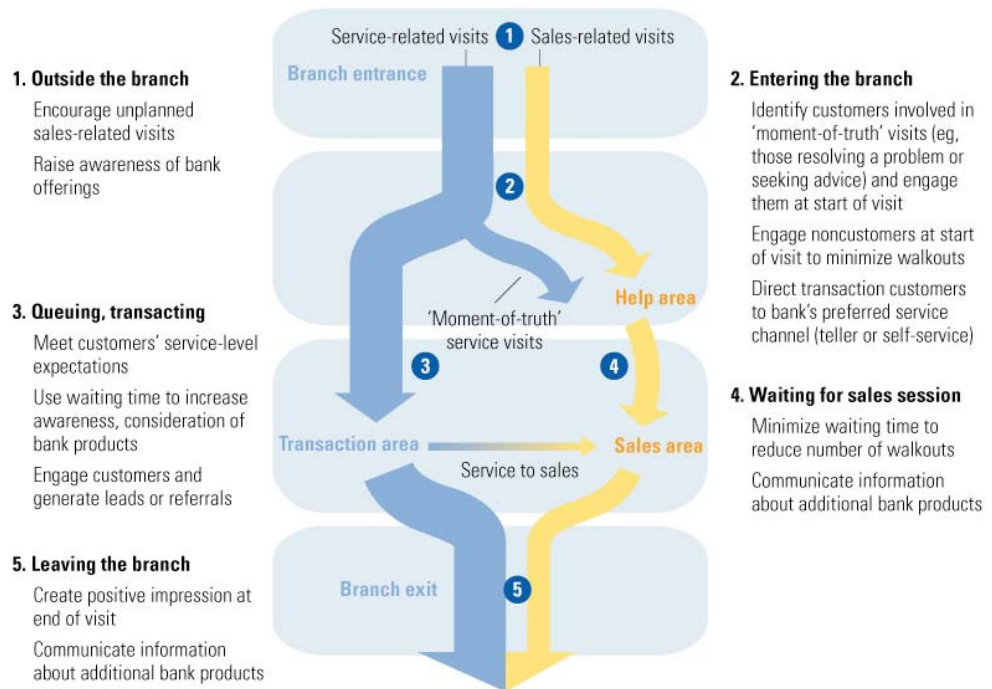 Service-related visits 1 Sales-related visits
Branch entrance
1. Outside the branch
Encourage unplanned
sales-related visits
Raise awareness of bank
offerings
2. Entering the branch
Identify customers involved in
‘moment-of-truth’ visits (eg,
those resolving a problem or
seeking advice) and engage
them at start of visit
Engage noncustomers at start
of visit to minimize walkouts
Direct transaction customers
to bank’s preferred service
channel (teller or self-service)
2
Help area
‘Moment-of-truth’
service visits
3. Queuing, transacting
Meet customers’ service-level
expectations
Use waiting time to increase
awareness, consideration of
bank products
Engage customers and
generate leads or referrals
3
4
Transaction area
Sales area
Service to sales
4. Waiting for sales session
Minimize waiting time to
reduce number of walkouts
Communicate information
about additional bank products
5. Leaving the branch
Create positive impression at
end of visit
Communicate information
about additional bank products
Branch exit
5